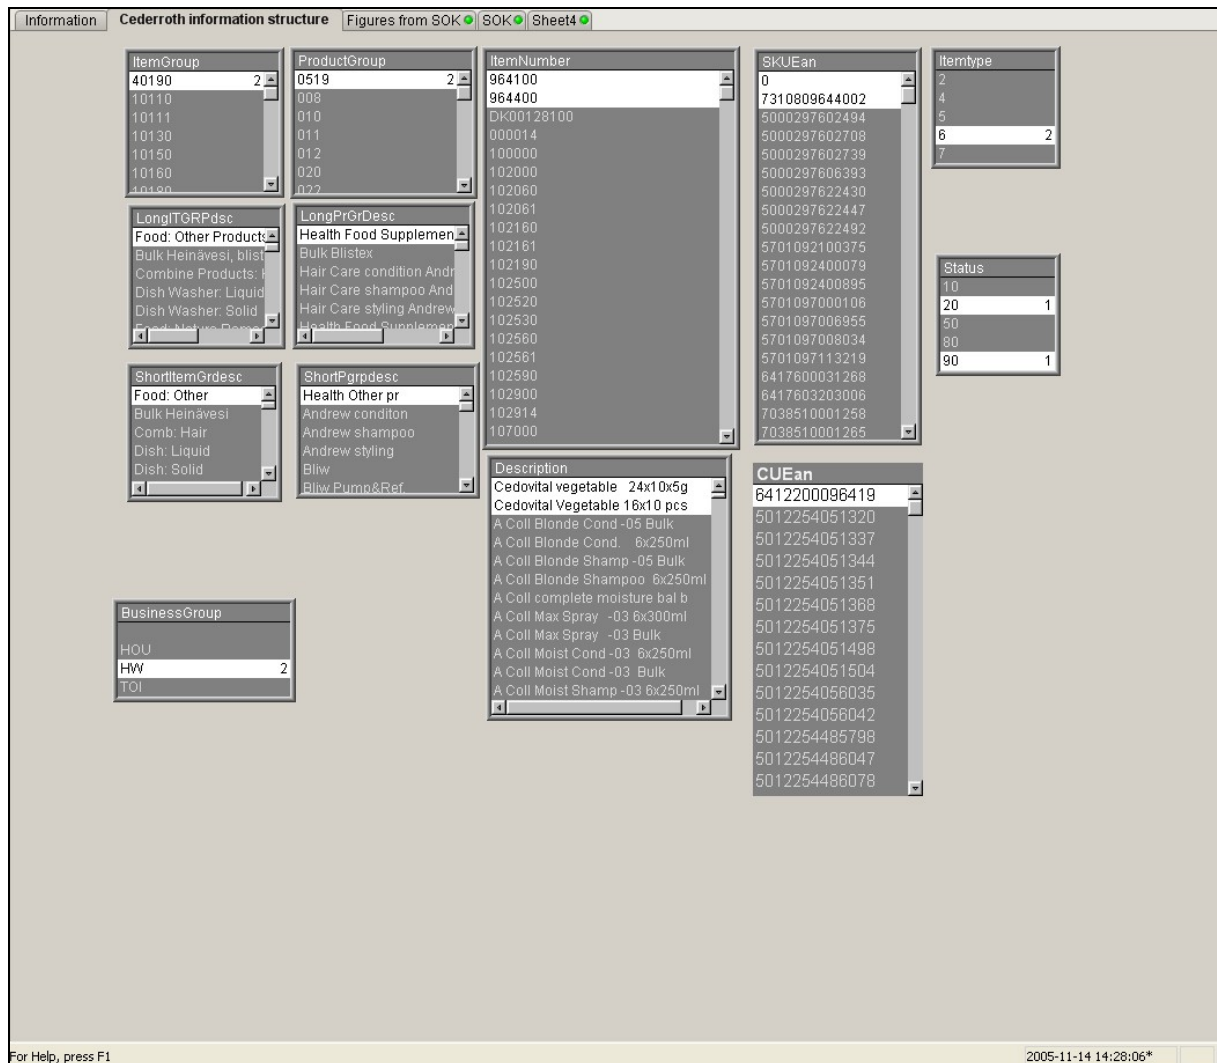 Information Cederroth information structure Figures from SOK SOK Sheet4
ItemGroup
40190 2
10110
10111
10130
10150
10160
10180
ProductGroup
0519 2
008
010
011
012
020
022
ItemNumber
964100
964400
DK00128100
000014
100000
102000
102060
102061
102160
102161
102190
102500
102520
102530
102560
102561
102590
102900
102914
107000
SKUEan
0
7310809644002
5000297602494
5000297602708
5000297602739
5000297606393
5000297622430
5000297622447
5000297622492
5701092100375
5701092400079
5701092400895
5701097000106
5701097006955
5701097008034
5701097113219
6417600031268
6417603203006
7038510001258
7038510001265
Itemtype
2
4
5
6 2
7
LongITGRPdsc
Food: Other Products
Bulk Heinävesi, blist
Combine Products: H
Dish Washer: Liquid
Dish Washer: Solid
Food: Nature Remed
LongPrGrDesc
Health Food Supplemen
Bulk Blistex
Hair Care condition Andr
Hair Care shampoo And
Hair Care styling Andrew
Health Food Supplemen
Status
10
20 1
50
80
90 1
ShortItemGrdesc
Food: Other
Bulk Heinävesi
Comb: Hair
Dish: Liquid
Dish: Solid
ShortPgrpdesc
Health Other pr
Andrew conditon
Andrew shampoo
Andrew styling
Bliw
Bliw Pump&Ref.
Description
Cedovital vegetable 24x10x5g
Cedovital Vegetable 16x10 pcs
A Coll Blonde Cond -05 Bulk
A Coll Blonde Cond. 6x250ml
A Coll Blonde Shamp -05 Bulk
A Coll Blonde Shampoo 6x250ml
A Coll complete moisture bal b
A Coll Max Spray -03 6x300ml
A Coll Max Spray -03 Bulk
A Coll Moist Cond -03 6x250ml
A Coll Moist Cond -03 Bulk
A Coll Moist Shamp -03 6x250ml
CUEan
6412200096419
5012254051320
5012254051337
5012254051344
5012254051351
5012254051368
5012254051375
5012254051498
5012254051504
5012254056035
5012254056042
5012254485798
5012254486047
5012254486078
BusinessGroup
HOU
HW 2
TOI
For Help, press F1
2005-11-14 14:28:06*